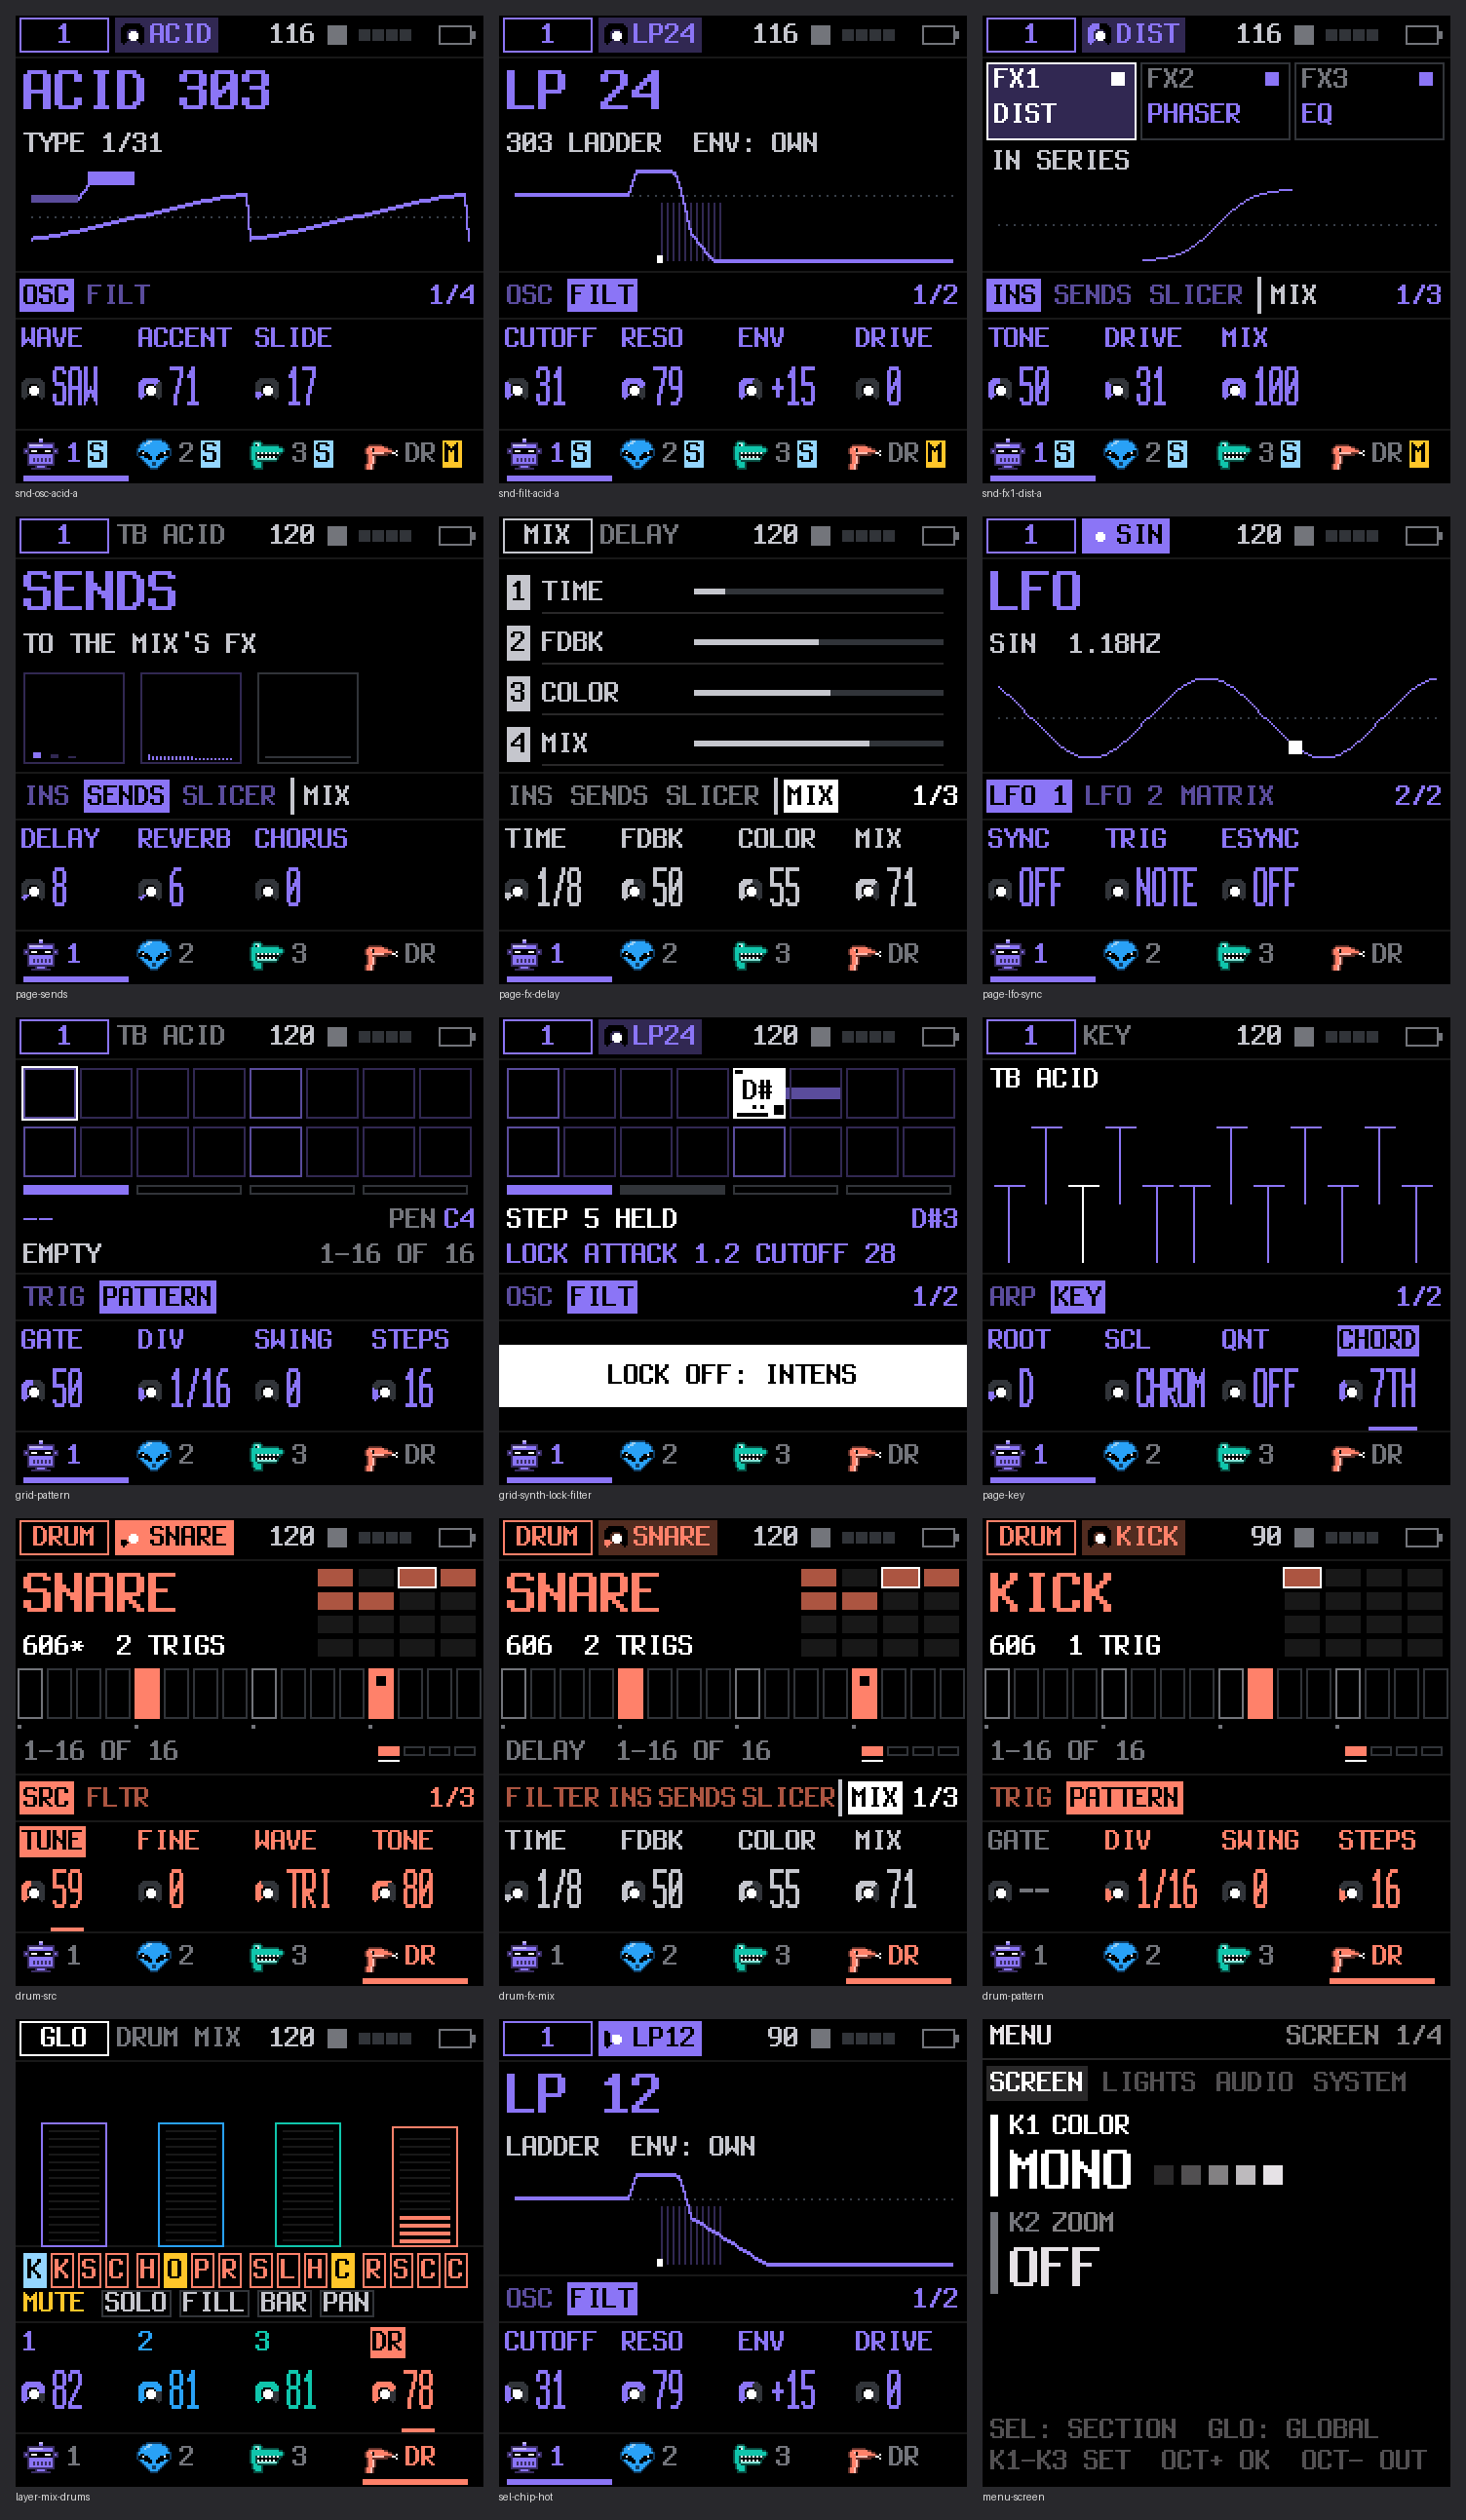 1 ACID 116
ACID 303
TYPE 1/31
OSC FILT 1/4
WAVE ACCENT SLIDE
SAW 71 17
1 S 2 S 3 S DR M
snd-osc-acid-a
1 LP24 116
LP 24
303 LADDER ENV: OWN
OSC FILT 1/2
CUTOFF RESO ENV DRIVE
31 79 +15 0
1 S 2 S 3 S DR M
snd-filt-acid-a
1 DIST 116
FX1 FX2 FX3
DIST PHASER EQ
IN SERIES
INS SENDS SLICER MIX 1/3
TONE DRIVE MIX
50 31 100
1 S 2 S 3 S DR M
snd-fx1-dist-a
1 TB ACID 120
SENDS
TO THE MIX'S FX
INS SENDS SLICER MIX
DELAY REVERB CHORUS
8 6 0
1 2 3 DR
page-sends
MIX DELAY 120
1 TIME
2 FDBK
3 COLOR
4 MIX
INS SENDS SLICER MIX 1/3
TIME FDBK COLOR MIX
1/8 50 55 71
1 2 3 DR
page-fx-delay
1 SIN 120
LFO
SIN 1.18HZ
LFO 1 LFO 2 MATRIX 2/2
SYNC TRIG ESYNC
OFF NOTE OFF
1 2 3 DR
page-lfo-sync
1 TB ACID 120
-- PEN C4
EMPTY 1-16 OF 16
TRIG PATTERN
GATE DIV SWING STEPS
50 1/16 0 16
1 2 3 DR
grid-pattern
1 LP24 120
D#
STEP 5 HELD D#3
LOCK ATTACK 1.2 CUTOFF 28
OSC FILT 1/2
LOCK OFF: INTENS
1 2 3 DR
grid-synth-lock-filter
1 KEY 120
TB ACID
ARP KEY 1/2
ROOT SCL QNT CHORD
D CHROM OFF 7TH
1 2 3 DR
page-key
DRUM SNARE 120
SNARE
606* 2 TRIGS
1-16 OF 16
SRC FLTR 1/3
TUNE FINE WAVE TONE
59 0 TRI 80
1 2 3 DR
drum-src
DRUM SNARE 120
SNARE
606 2 TRIGS
DELAY 1-16 OF 16
FILTER INS SENDS SLICER MIX 1/3
TIME FDBK COLOR MIX
1/8 50 55 71
1 2 3 DR
drum-fx-mix
DRUM KICK 90
KICK
606 1 TRIG
1-16 OF 16
TRIG PATTERN
GATE DIV SWING STEPS
-- 1/16 0 16
1 2 3 DR
drum-pattern
GLO DRUM MIX 120
K K S C H O P R S L H C R S C C
MUTE SOLO FILL BAR PAN
1 2 3 DR
82 81 81 78
1 2 3 DR
layer-mix-drums
1 LP12 90
LP 12
LADDER ENV: OWN
OSC FILT 1/2
CUTOFF RESO ENV DRIVE
31 79 +15 0
1 2 3 DR
sel-chip-hot
MENU SCREEN 1/4
SCREEN LIGHTS AUDIO SYSTEM
K1 COLOR
MONO
K2 ZOOM
OFF
SEL: SECTION GLO: GLOBAL
K1-K3 SET OCT+ OK OCT- OUT
menu-screen